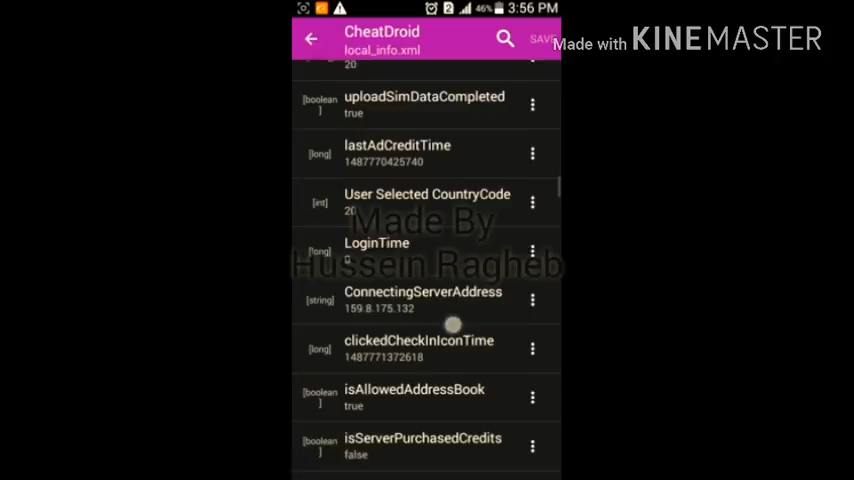 46% 3:56 PM
CheatDroid
local_info.xml
SAVE
Made with KINEMASTER
20
[boolean
]
uploadSimDataCompleted
true
[long]
lastAdCreditTime
1487770425740
[int]
User Selected CountryCode
20
Made By
[long]
LoginTime
0
Hussein Ragheb
[string]
ConnectingServerAddress
159.8.175.132
[long]
clickedCheckInIconTime
1487771372618
[boolean
]
isAllowedAddressBook
true
[boolean
]
isServerPurchasedCredits
false